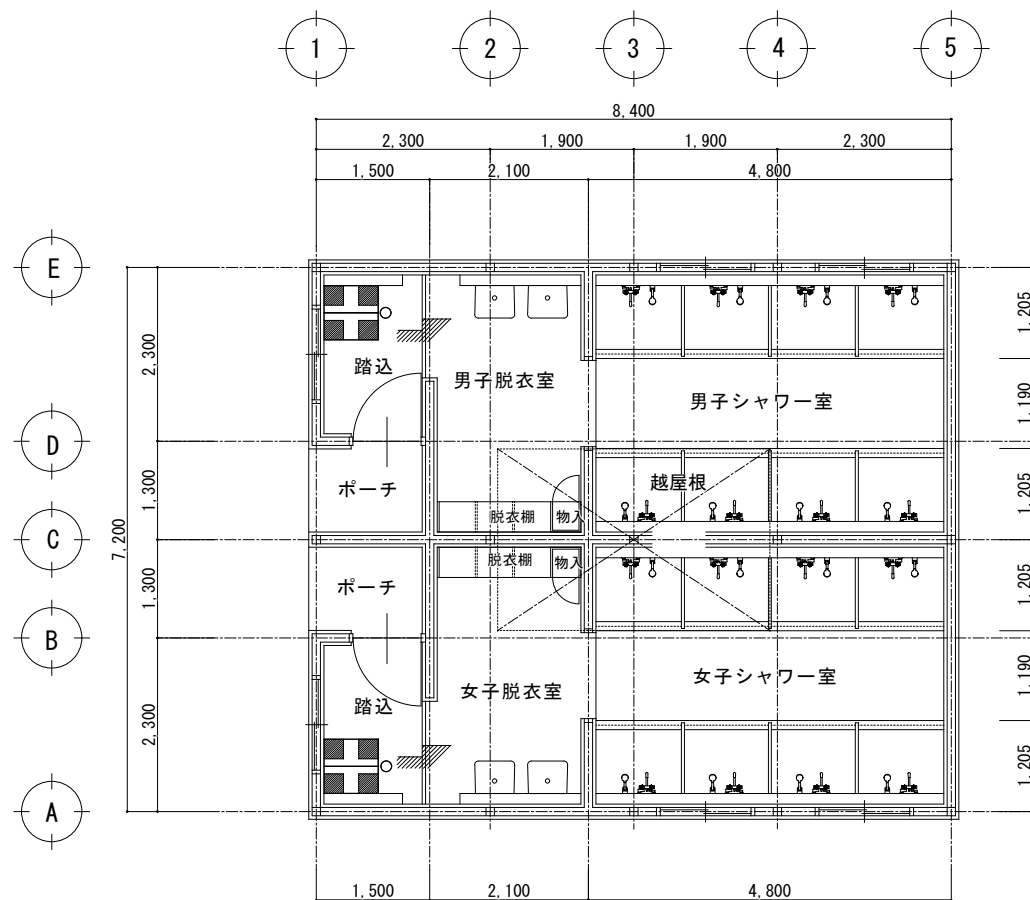 1 2 3 4 5
8,400
2,300 1,900 1,900 2,300
1,500 2,100 4,800
E
D
C
B
A
7,200
2,300
1,300
1,300
2,300
1,205
1,190
1,205
1,205
1,190
1,205
踏込
男子脱衣室
男子シャワー室
ポーチ
越屋根
脱衣棚 物入
脱衣棚 物入
ポーチ
女子脱衣室
女子シャワー室
踏込
1,500 2,100 4,800